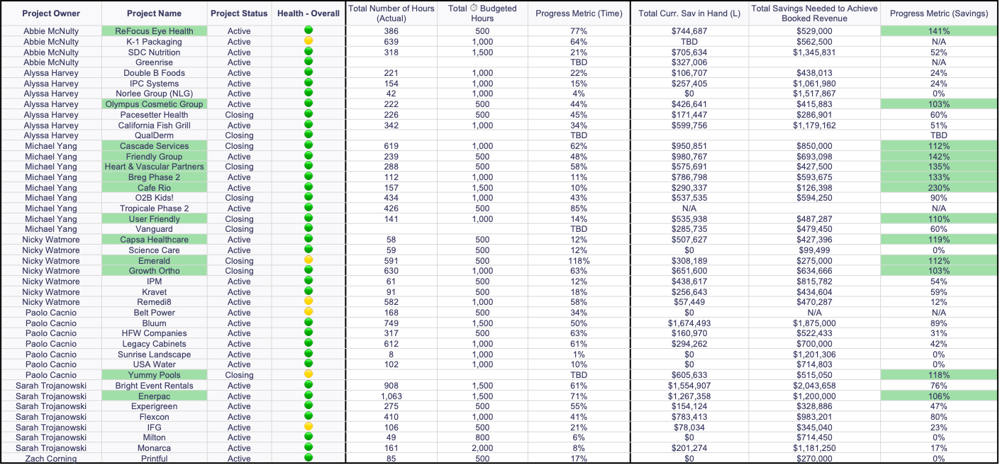 Project Owner Project Name Project Status Health - Overall Total Number of Hours (Actual) Total ⏱ Budgeted Hours Progress Metric (Time) Total Curr. Sav in Hand (L) Total Savings Needed to Achieve Booked Revenue Progress Metric (Savings)
Abbie McNulty ReFocus Eye Health Active 386 500 77% $744,687 $529,000 141%
Abbie McNulty K-1 Packaging Active 639 1,000 64% TBD $562,500 N/A
Abbie McNulty SDC Nutrition Active 318 1,500 21% $705,634 $1,345,831 52%
Abbie McNulty Greenrise Active TBD $327,006 N/A
Alyssa Harvey Double B Foods Active 221 1,000 22% $106,707 $438,013 24%
Alyssa Harvey IPC Systems Active 154 1,000 15% $257,405 $1,061,980 24%
Alyssa Harvey Norlee Group (NLG) Active 42 1,000 4% $0 $1,517,867 0%
Alyssa Harvey Olympus Cosmetic Group Active 222 500 44% $426,641 $415,883 103%
Alyssa Harvey Pacesetter Health Closing 226 500 45% $171,447 $286,901 60%
Alyssa Harvey California Fish Grill Active 342 1,000 34% $599,756 $1,179,162 51%
Alyssa Harvey QualDerm Closing TBD TBD
Michael Yang Cascade Services Closing 619 1,000 62% $950,851 $850,000 112%
Michael Yang Friendly Group Active 239 500 48% $980,767 $693,098 142%
Michael Yang Heart & Vascular Partners Closing 288 500 58% $575,691 $427,500 135%
Michael Yang Breg Phase 2 Active 112 1,000 11% $786,798 $593,675 133%
Michael Yang Cafe Rio Active 157 1,500 10% $290,337 $126,398 230%
Michael Yang O2B Kids! Closing 434 1,000 43% $537,535 $594,250 90%
Michael Yang Tropicale Phase 2 Active 426 500 85% N/A N/A
Michael Yang User Friendly Closing 141 1,000 14% $535,938 $487,287 110%
Michael Yang Vanguard Closing TBD $285,735 $479,450 60%
Nicky Watmore Capsa Healthcare Active 58 500 12% $507,627 $427,396 119%
Nicky Watmore Science Care Active 59 500 12% $0 $99,499 0%
Nicky Watmore Emerald Closing 591 500 118% $308,189 $275,000 112%
Nicky Watmore Growth Ortho Active 630 1,000 63% $651,600 $634,666 103%
Nicky Watmore IPM Active 61 500 12% $438,617 $815,782 54%
Nicky Watmore Kravet Active 91 500 18% $256,643 $434,604 59%
Nicky Watmore Remedi8 Active 582 1,000 58% $57,449 $470,287 12%
Paolo Cacnio Belt Power Active 168 500 34% $0 N/A N/A
Paolo Cacnio Bluum Active 749 1,500 50% $1,674,493 $1,875,000 89%
Paolo Cacnio HFW Companies Active 317 500 63% $160,970 $522,433 31%
Paolo Cacnio Legacy Cabinets Active 612 1,000 61% $294,262 $700,000 42%
Paolo Cacnio Sunrise Landscape Active 8 1,000 1% $0 $1,201,306 0%
Paolo Cacnio USA Water Active 102 1,000 10% $0 $714,803 0%
Paolo Cacnio Yummy Pools Closing TBD $605,633 $515,050 118%
Sarah Trojanowski Bright Event Rentals Active 908 1,500 61% $1,554,907 $2,043,658 76%
Sarah Trojanowski Enerpac Active 1,063 1,500 71% $1,267,358 $1,200,000 106%
Sarah Trojanowski Experigreen Active 275 500 55% $154,124 $328,886 47%
Sarah Trojanowski Flexcon Active 410 1,000 41% $783,413 $983,201 80%
Sarah Trojanowski IFG Active 106 500 21% $78,034 $345,040 23%
Sarah Trojanowski Milton Active 49 800 6% $0 $714,450 0%
Sarah Trojanowski Monarca Active 161 2,000 8% $201,274 $1,181,250 17%
Zach Corning Printful Active 85 500 17% $0 $270,000 0%